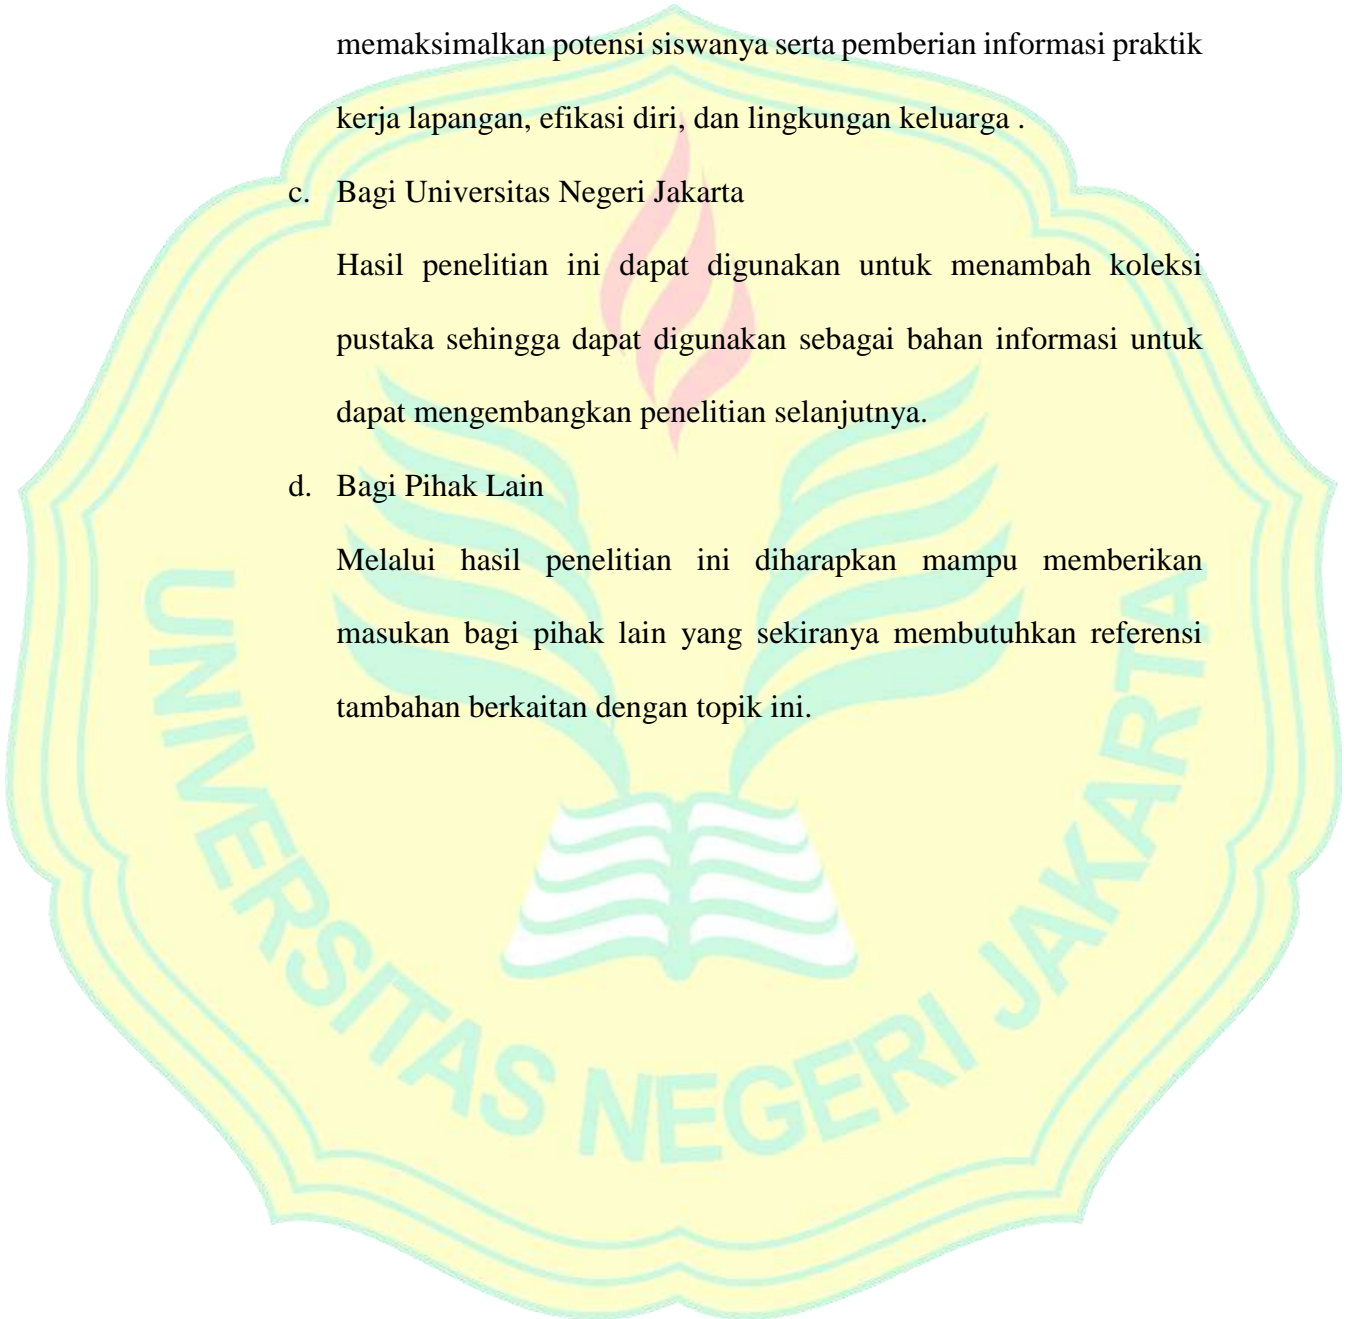 memaksimalkan potensi siswanya serta pemberian informasi praktik
kerja lapangan, efikasi diri, dan lingkungan keluarga .
c. Bagi Universitas Negeri Jakarta
Hasil penelitian ini dapat digunakan untuk menambah koleksi
pustaka sehingga dapat digunakan sebagai bahan informasi untuk
dapat mengembangkan penelitian selanjutnya.
d. Bagi Pihak Lain
Melalui hasil penelitian ini diharapkan mampu memberikan
masukan bagi pihak lain yang sekiranya membutuhkan referensi
tambahan berkaitan dengan topik ini.
UNIVERSITAS NEGERI JAKARTA